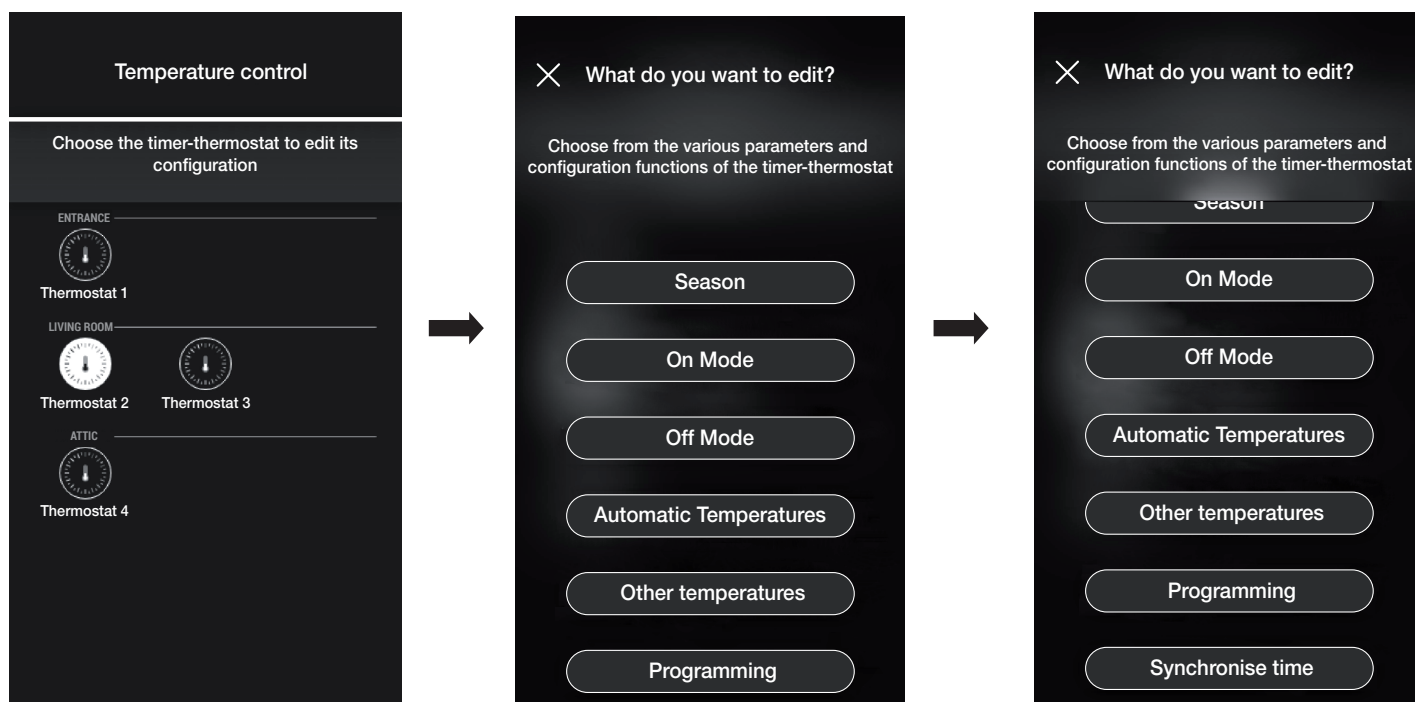 Temperature control
Choose the timer-thermostat to edit its
configuration
ENTRANCE
Thermostat 1
LIVING ROOM
Thermostat 2 Thermostat 3
ATTIC
Thermostat 4
What do you want to edit?
Choose from the various parameters and
configuration functions of the timer-thermostat
Season
On Mode
Off Mode
Automatic Temperatures
Other temperatures
Programming
What do you want to edit?
Choose from the various parameters and
configuration functions of the timer-thermostat
Season
On Mode
Off Mode
Automatic Temperatures
Other temperatures
Programming
Synchronise time